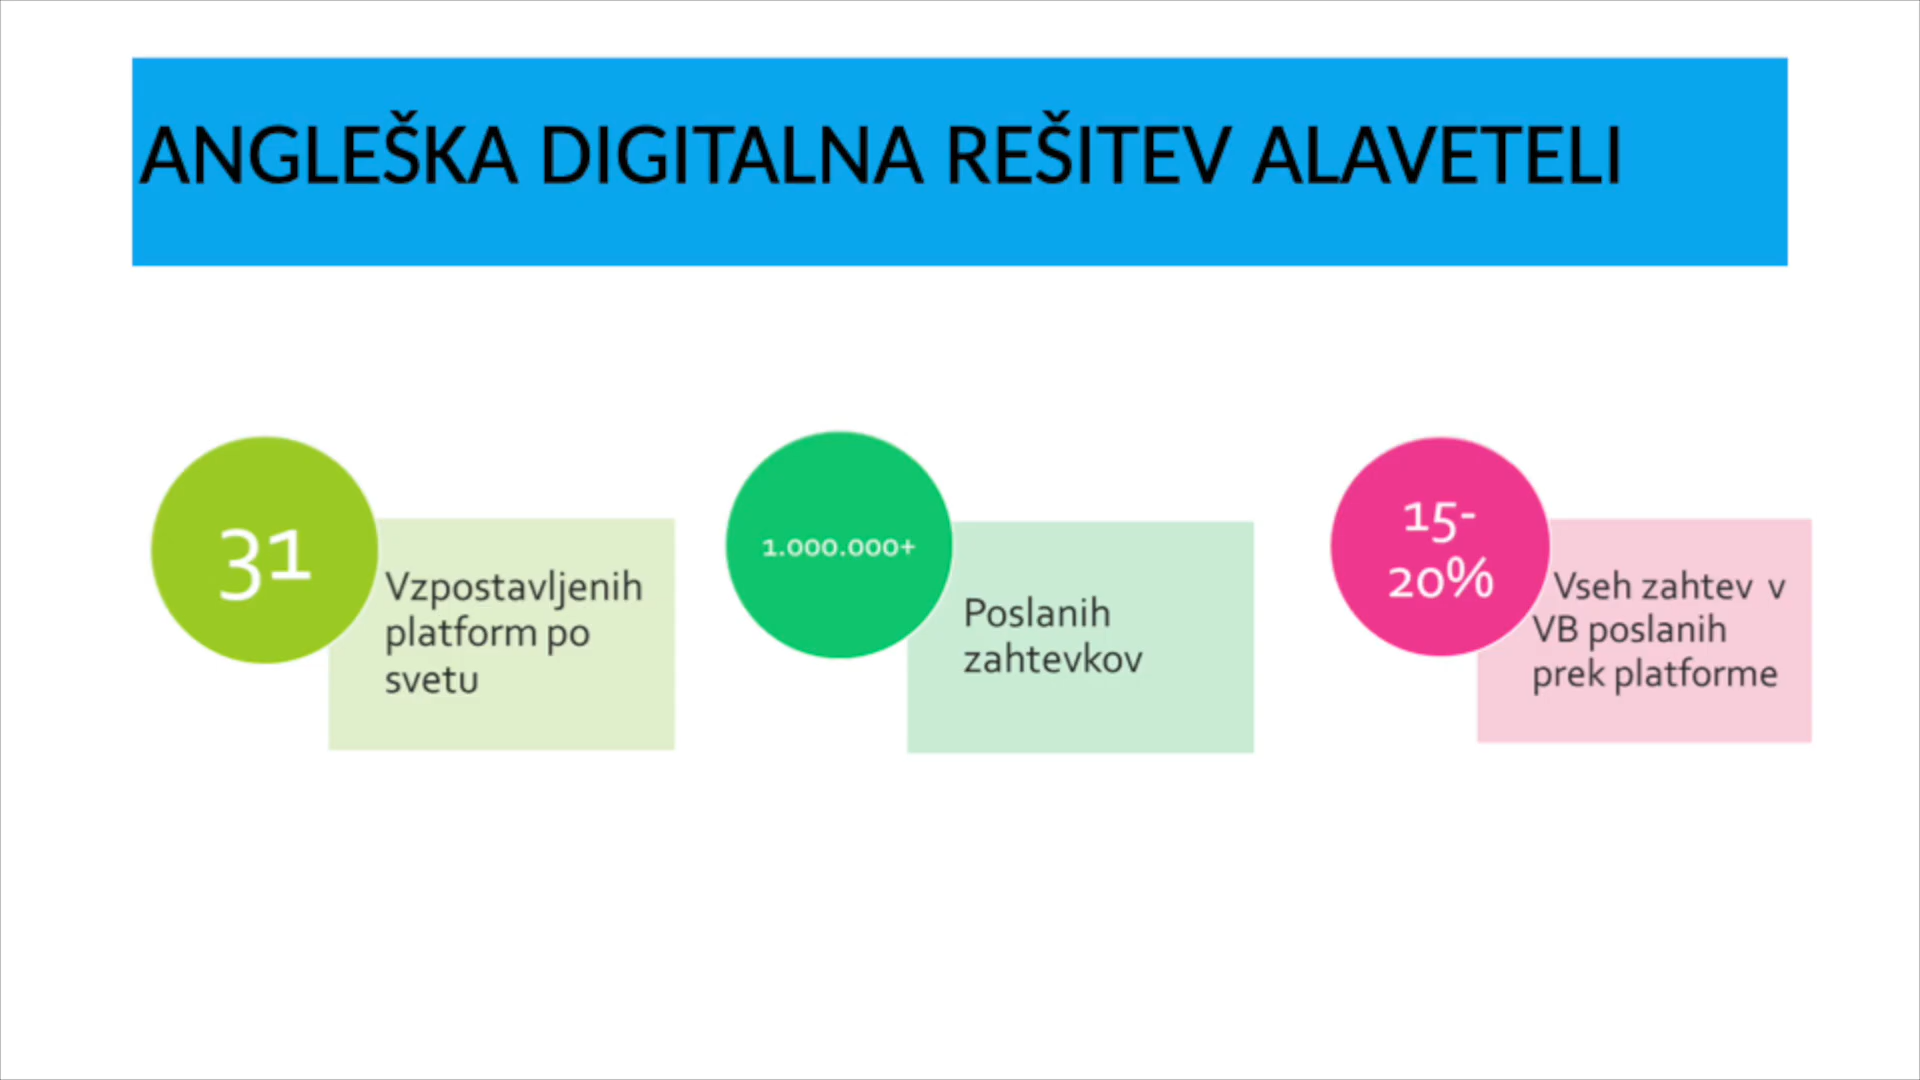 ANGLEŠKA DIGITALNA REŠITEV ALAVETELI
31
Vzpostavljenih
platform po
svetu
1.000.000+
Poslanih
zahtevkov
15-
20%
Vseh zahtev v
VB poslanih
prek platforme